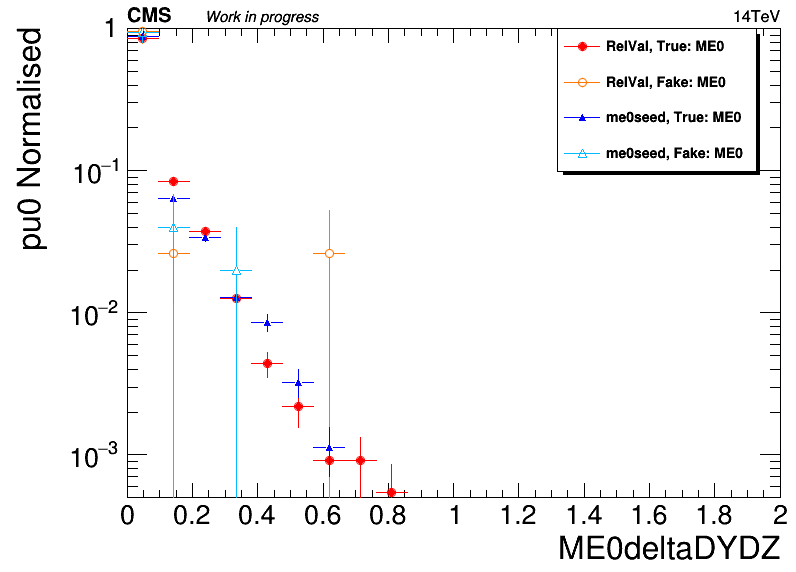 CMS Work in progress 14TeV
pu0 Normalised
RelVal, True: ME0
RelVal, Fake: ME0
me0seed, True: ME0
me0seed, Fake: ME0
1
10⁻¹
10⁻²
10⁻³
0 0.2 0.4 0.6 0.8 1 1.2 1.4 1.6 1.8 2
ME0deltaDYDZ